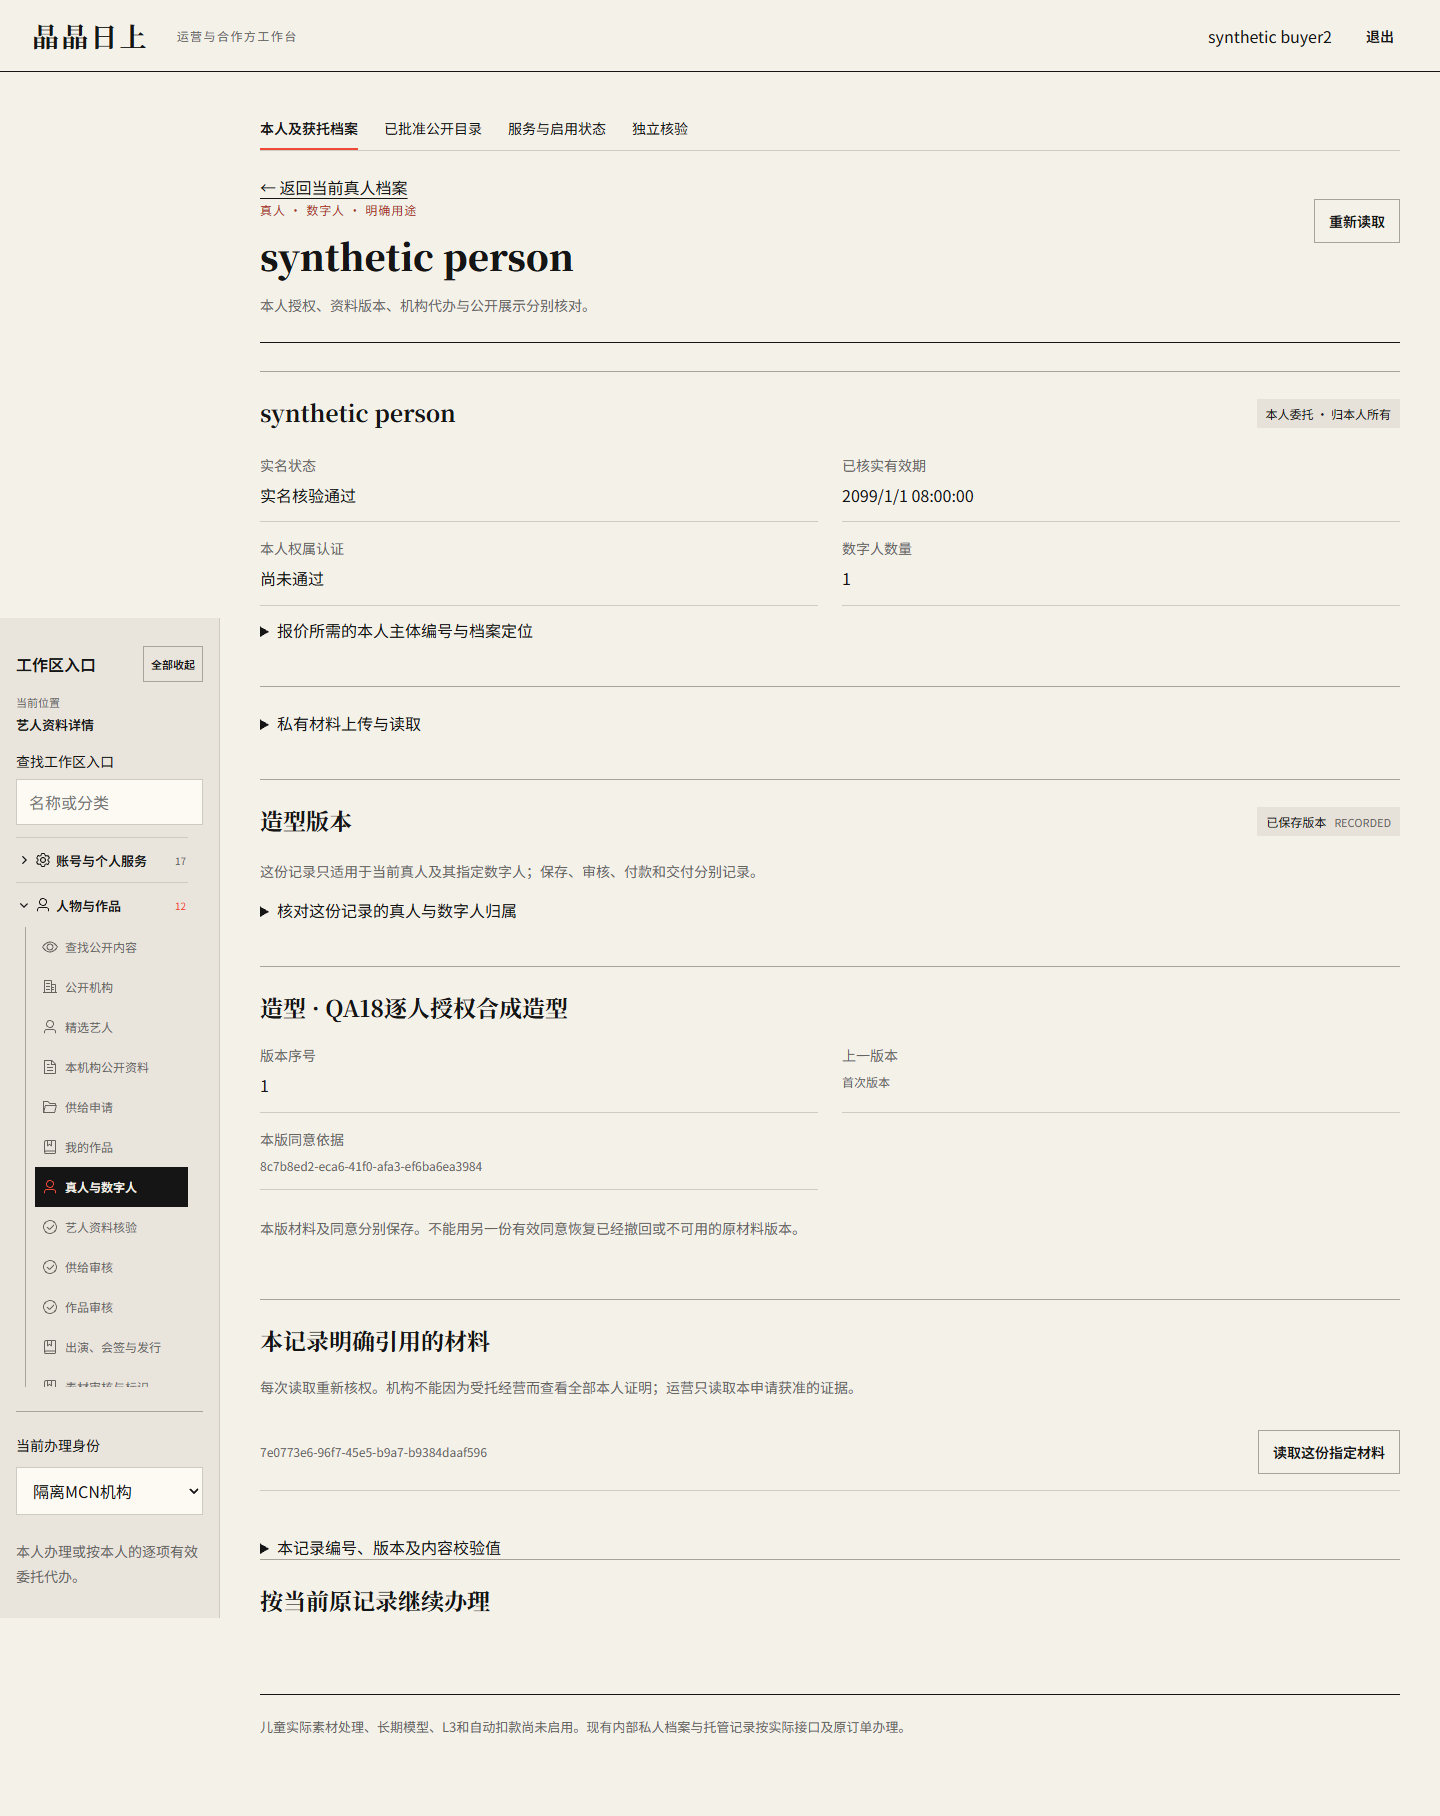 晶晶日上
运营与合作方工作台
synthetic buyer2
退出
本人及获托档案
已批准公开目录
服务与启用状态
独立核验
← 返回当前真人档案
真人 · 数字人 · 明确用途
重新读取
synthetic person
本人授权、资料版本、机构代办与公开展示分别核对。
synthetic person
本人委托 · 归本人所有
实名状态
实名核验通过
已核实有效期
2099/1/1 08:00:00
本人权属认证
尚未通过
数字人数量
1
报价所需的本人主体编号与档案定位
私有材料上传与读取
造型版本
已保存版本 RECORDED
这份记录只适用于当前真人及其指定数字人；保存、审核、付款和交付分别记录。
核对这份记录的真人与数字人归属
造型 · QA18逐人授权合成造型
版本序号
1
上一版本
首次版本
本版同意依据
8c7b8ed2-eca6-41f0-afa3-ef6ba6ea3984
本版材料及同意分别保存。不能用另一份有效同意恢复已经撤回或不可用的原材料版本。
本记录明确引用的材料
每次读取重新核权。机构不能因为受托经营而查看全部本人证明；运营只读取本申请获准的证据。
7e0773e6-96f7-45e5-b9a7-b9384daaf596
读取这份指定材料
本记录编号、版本及内容校验值
按当前原记录继续办理
儿童实际素材处理、长期模型、L3和自动扣款尚未启用。现有内部私人档案与托管记录按实际接口及原订单办理。
工作区入口
全部收起
当前位置
艺人资料详情
查找工作区入口
名称或分类
账号与个人服务 17
人物与作品 12
查找公开内容
公开机构
精选艺人
本机构公开资料
供给申请
我的作品
真人与数字人
艺人资料核验
供给审核
作品审核
出演、会签与发行
素材审核与标识
当前办理身份
隔离MCN机构
本人办理或按本人的逐项有效
委托代办。